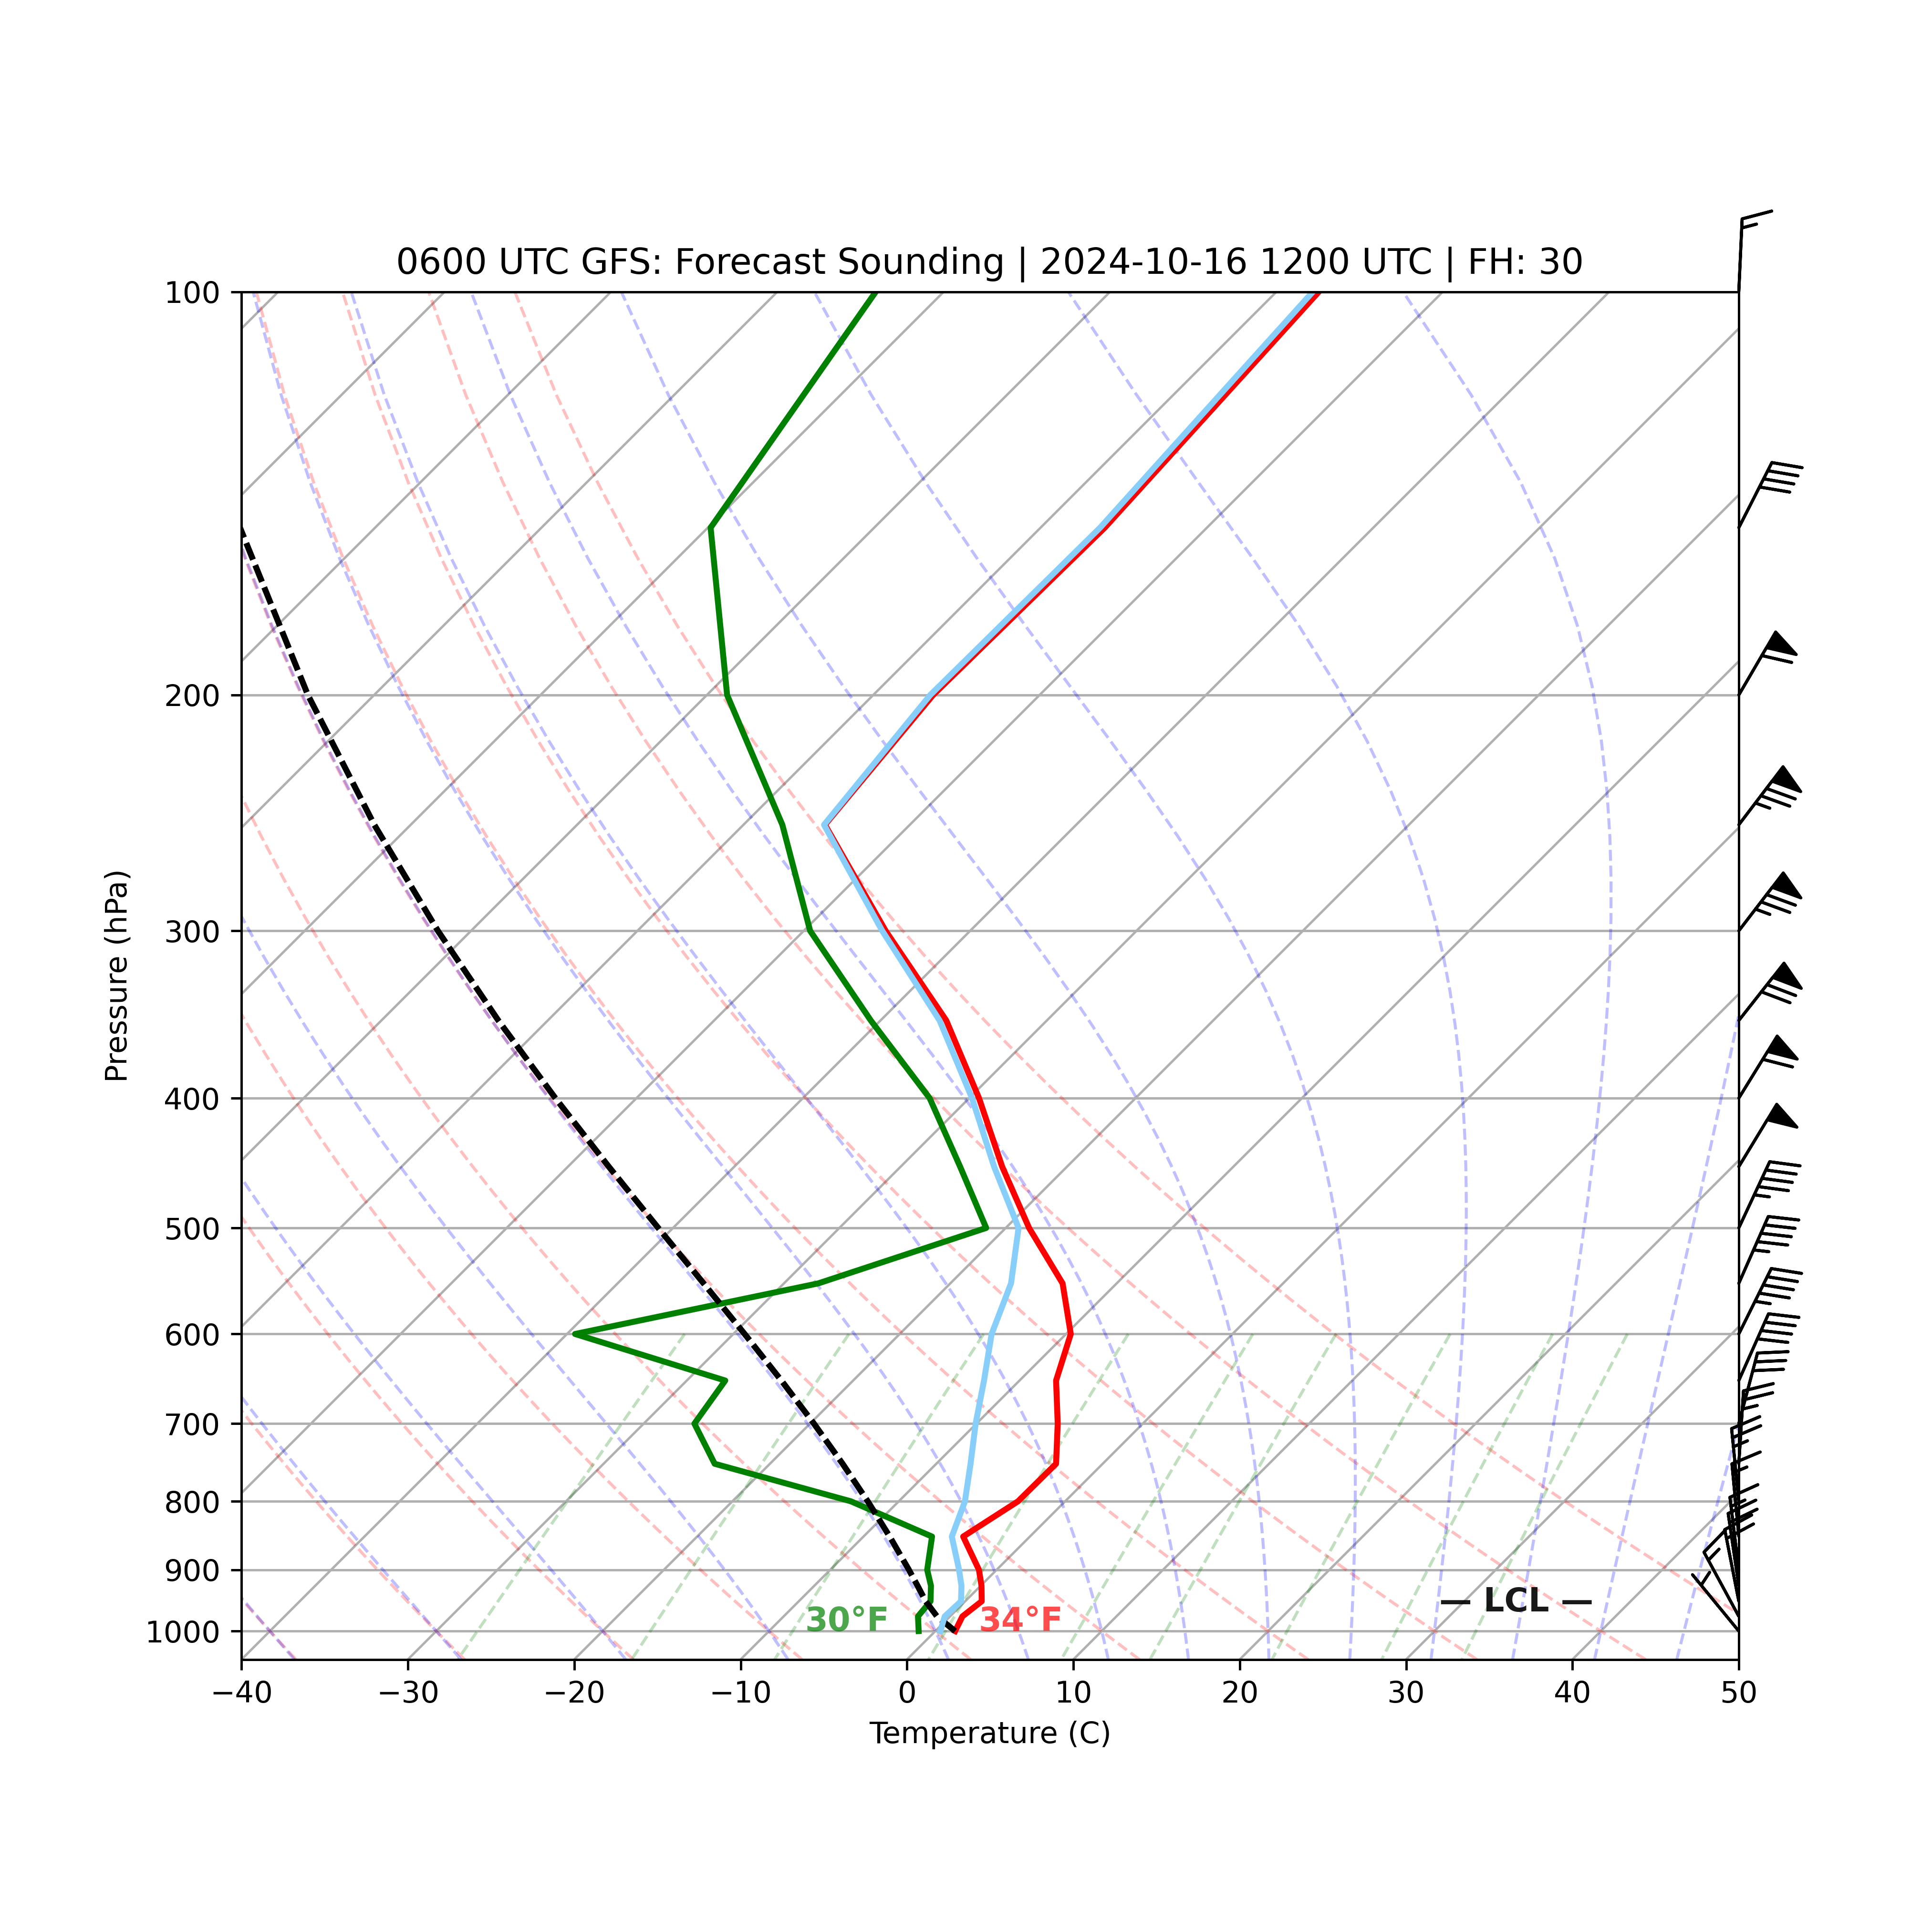 0600 UTC GFS: Forecast Sounding | 2024-10-16 1200 UTC | FH: 30
100
200
300
400
500
600
700
800
900
1000
Pressure (hPa)
30°F
34°F
— LCL —
−40 −30 −20 −10 0 10 20 30 40 50
Temperature (C)